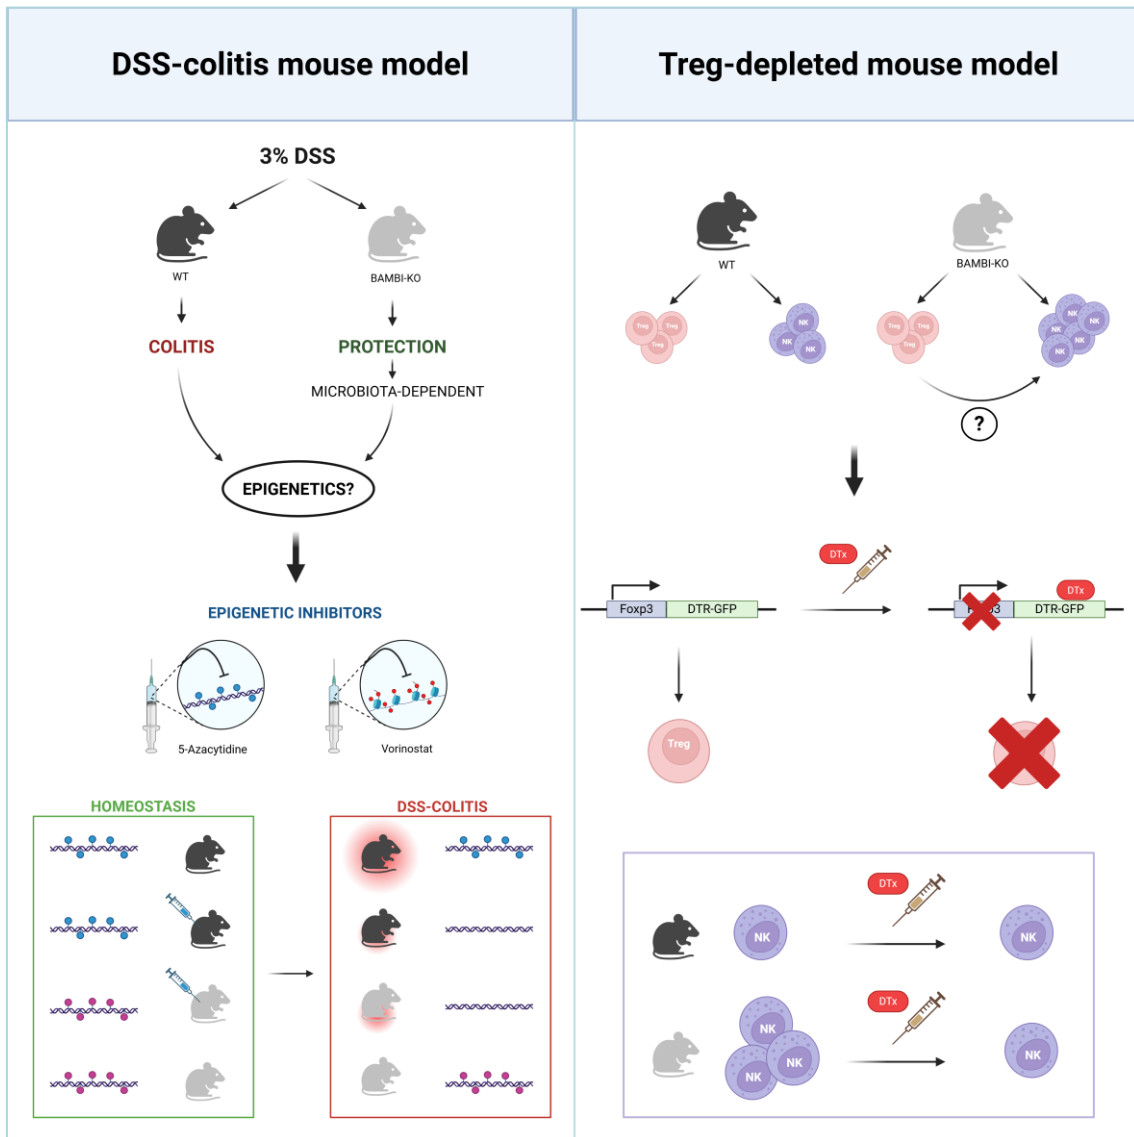 DSS-colitis mouse model
3% DSS
WT
BAMBI-KO
COLITIS
PROTECTION
MICROBIOTA-DEPENDENT
EPIGENETICS?
EPIGENETIC INHIBITORS
5-Azacytidine
Vorinostat
HOMEOSTASIS
DSS-COLITIS
Treg-depleted mouse model
WT
BAMBI-KO
Treg
Treg
Treg
NK
NK
NK
Treg
Treg
Treg
NK
NK
NK
NK
NK
?
DTx
Foxp3
DTR-GFP
DTx
DTR-GFP
Treg
DTx
NK
NK
DTx
NK
NK
NK
NK